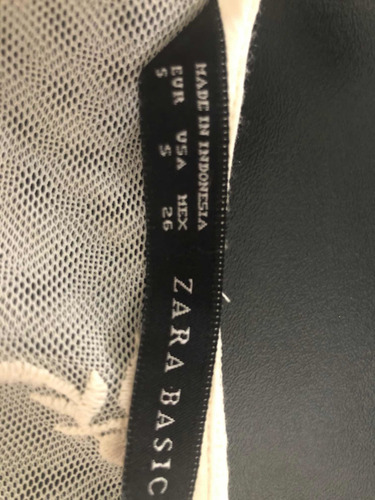 MADE IN INDONESIA
EUR USA MEX
S S 26
ZARA BASIC